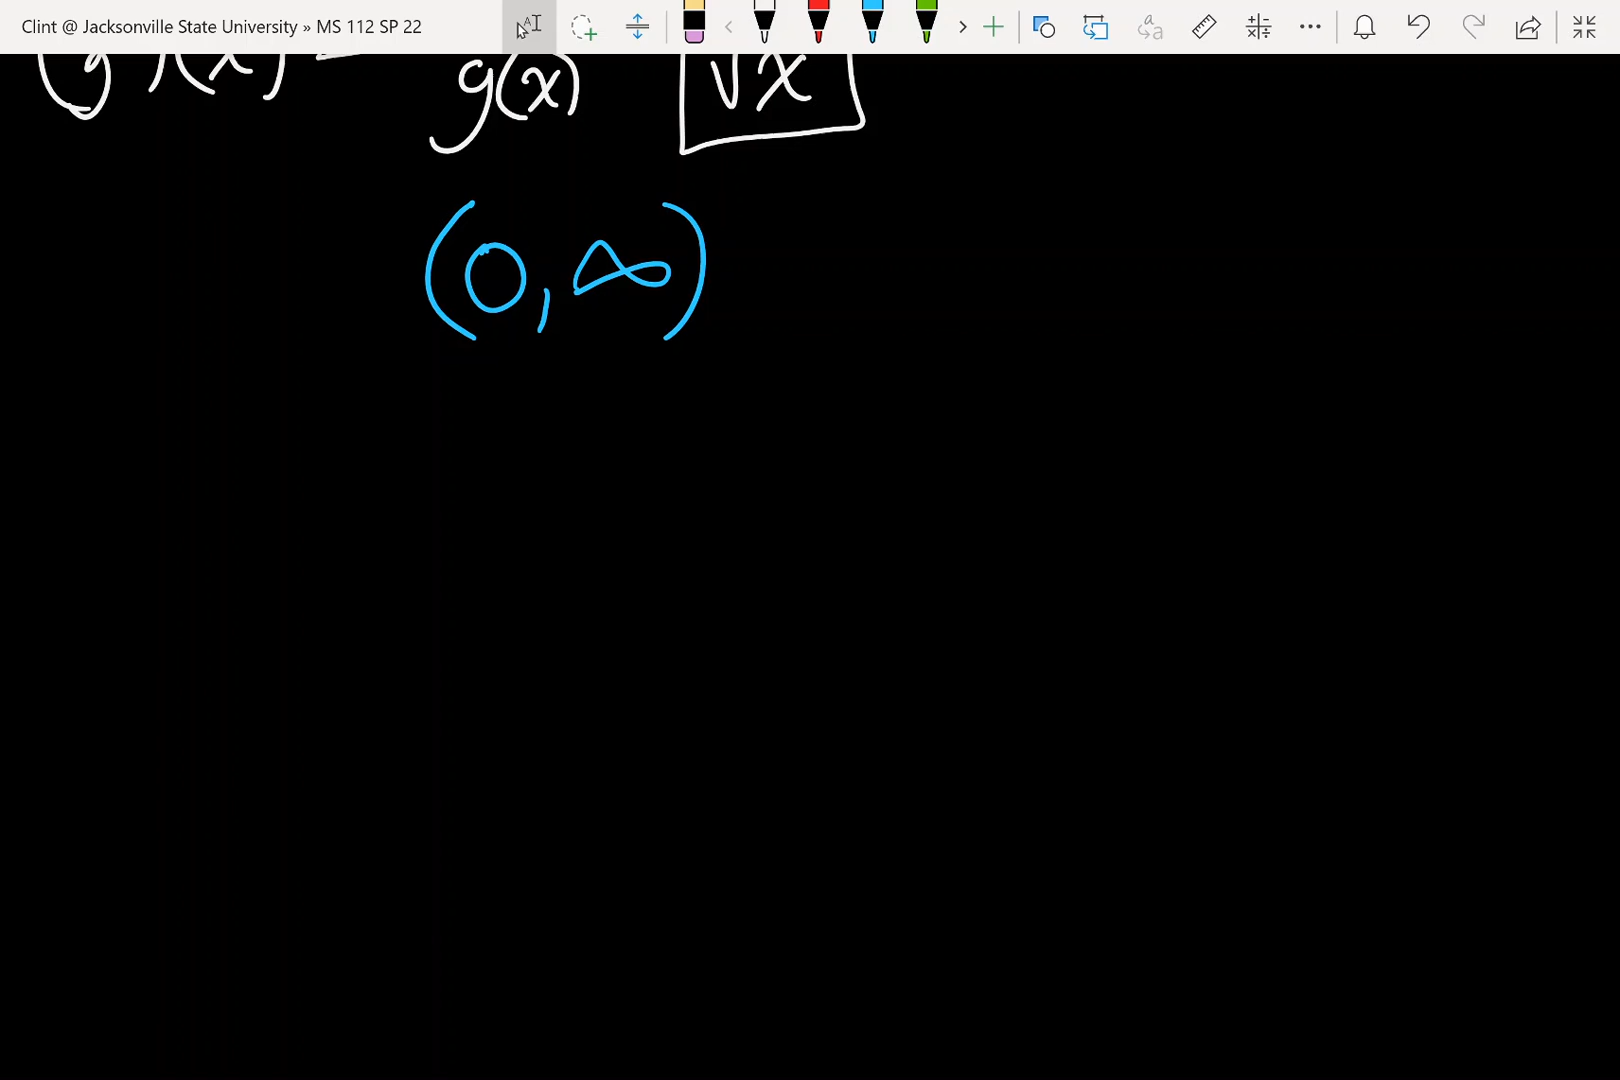 Clint @ Jacksonville State University » MS 112 SP 22
g )(x) g(x) √x
(0, ∞)